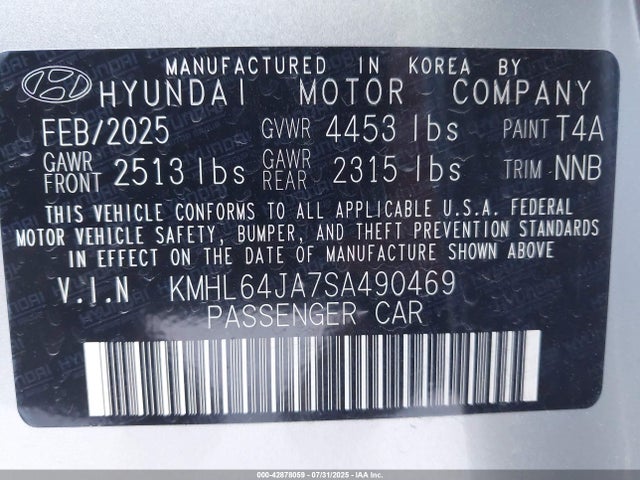 MANUFACTURED IN KOREA BY
HYUNDAI MOTOR COMPANY
FEB/2025 GVWR 4453 lbs PAINT T4A
GAWR FRONT 2513 lbs GAWR REAR 2315 lbs TRIM NNB
THIS VEHICLE CONFORMS TO ALL APPLICABLE U.S.A. FEDERAL
MOTOR VEHICLE SAFETY, BUMPER, AND THEFT PREVENTION STANDARDS
IN EFFECT ON THE DATE OF MANUFACTURE SHOWN ABOVE.
V.I.N KMHL64JA7SA490469
PASSENGER CAR
000-42878059 - 07/31/2025 - IAAI.CA